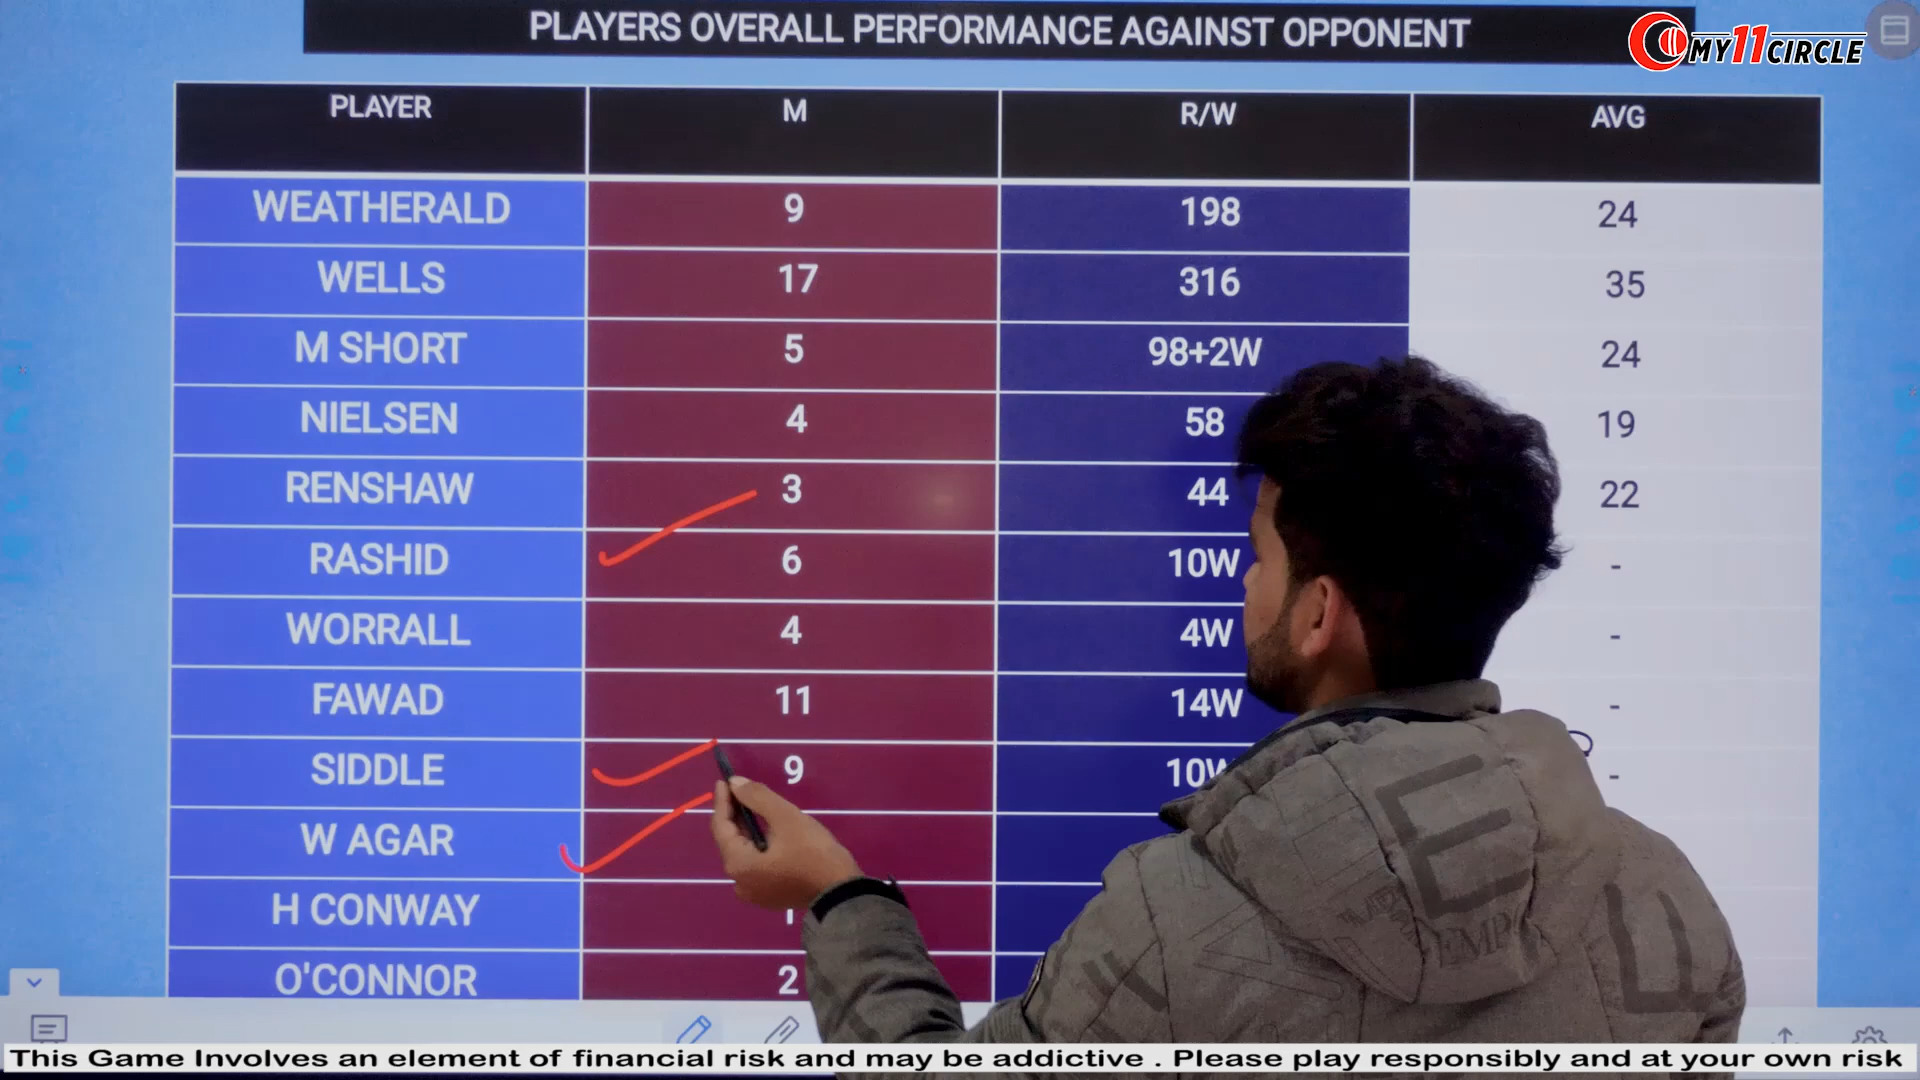 PLAYERS OVERALL PERFORMANCE AGAINST OPPONENT
MY11CIRCLE
PLAYER M R/W AVG
WEATHERALD 9 198 24
WELLS 17 316 35
M SHORT 5 98+2W 24
NIELSEN 4 58 19
RENSHAW 3 44 22
RASHID 6 10W -
WORRALL 4 4W -
FAWAD 11 14W -
SIDDLE 9 10W -
W AGAR
H CONWAY
O'CONNOR 2
This Game Involves an element of financial risk and may be addictive . Please play responsibly and at your own risk